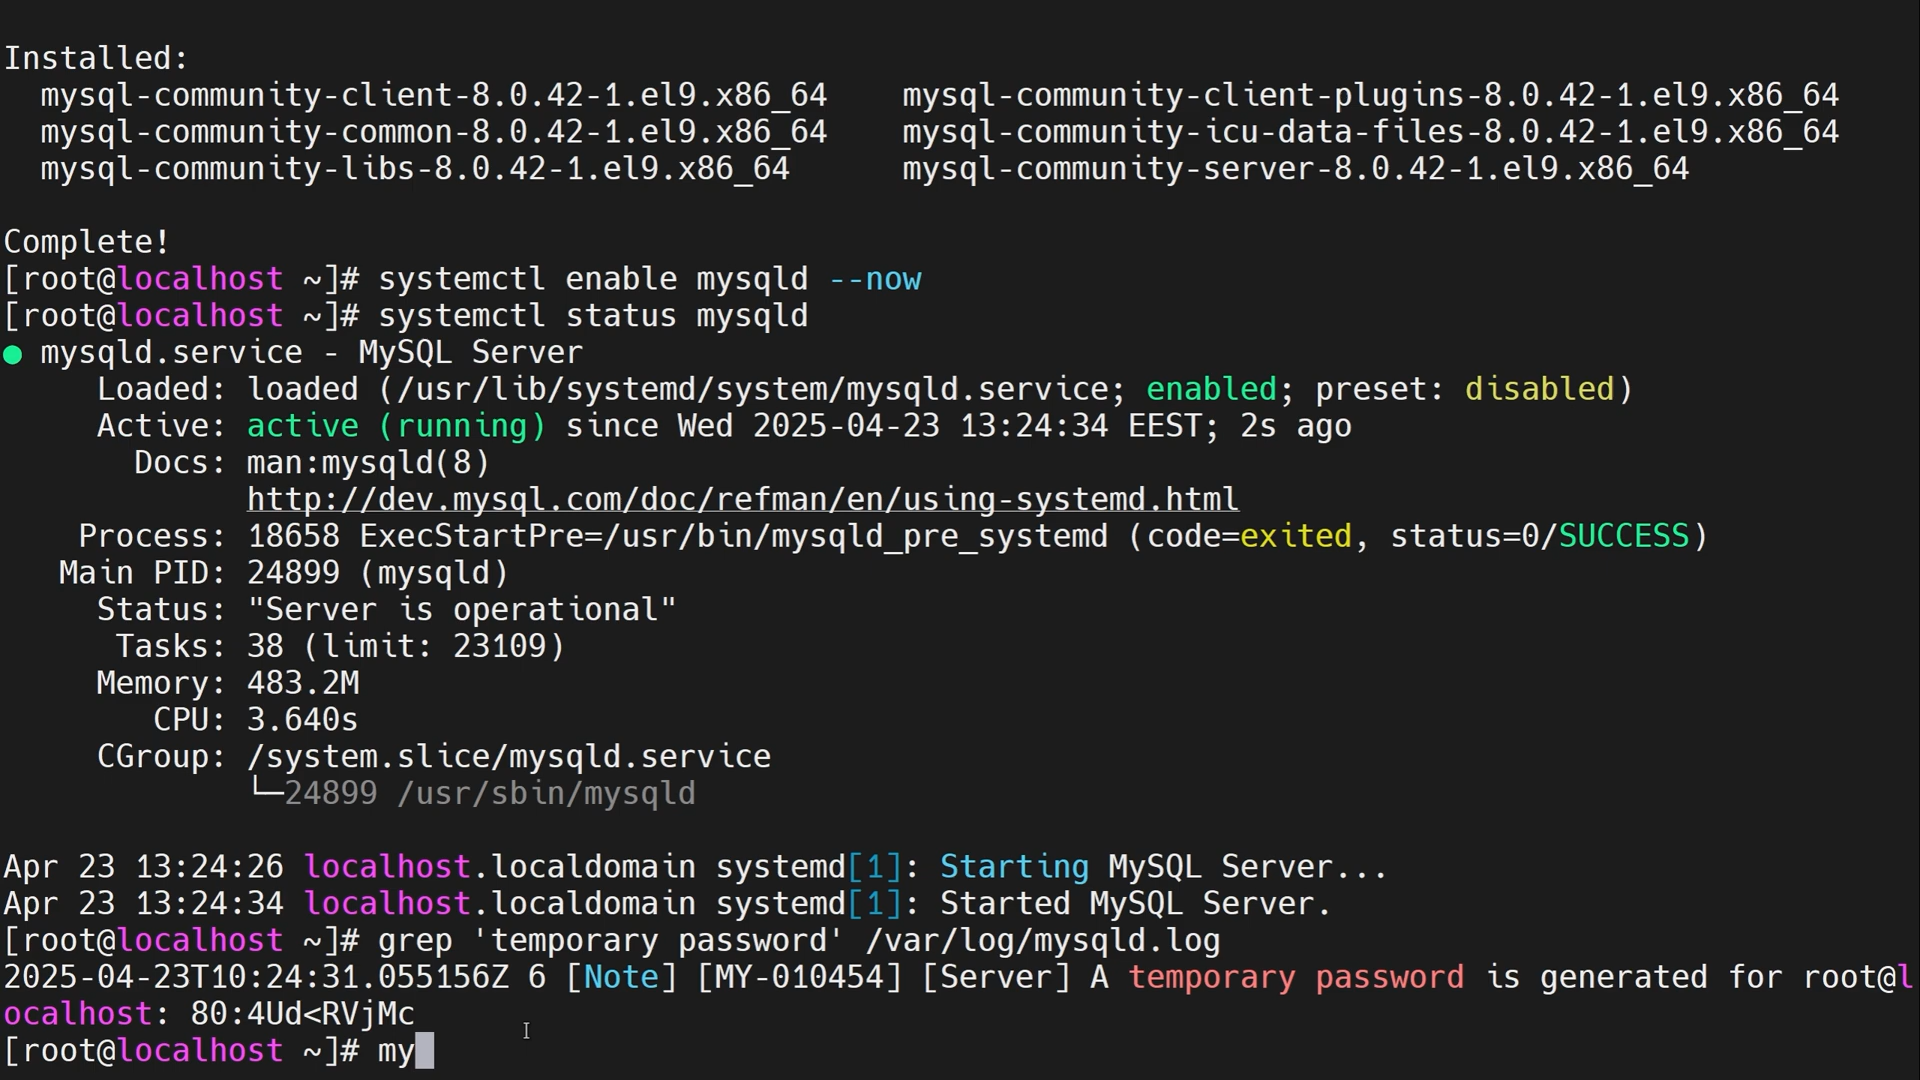 Installed:
  mysql-community-client-8.0.42-1.el9.x86_64    mysql-community-client-plugins-8.0.42-1.el9.x86_64
  mysql-community-common-8.0.42-1.el9.x86_64    mysql-community-icu-data-files-8.0.42-1.el9.x86_64
  mysql-community-libs-8.0.42-1.el9.x86_64      mysql-community-server-8.0.42-1.el9.x86_64

Complete!
[root@localhost ~]# systemctl enable mysqld --now
[root@localhost ~]# systemctl status mysqld
● mysqld.service - MySQL Server
     Loaded: loaded (/usr/lib/systemd/system/mysqld.service; enabled; preset: disabled)
     Active: active (running) since Wed 2025-04-23 13:24:34 EEST; 2s ago
       Docs: man:mysqld(8)
             http://dev.mysql.com/doc/refman/en/using-systemd.html
    Process: 18658 ExecStartPre=/usr/bin/mysqld_pre_systemd (code=exited, status=0/SUCCESS)
   Main PID: 24899 (mysqld)
     Status: "Server is operational"
      Tasks: 38 (limit: 23109)
     Memory: 483.2M
        CPU: 3.640s
     CGroup: /system.slice/mysqld.service
             └─24899 /usr/sbin/mysqld

Apr 23 13:24:26 localhost.localdomain systemd[1]: Starting MySQL Server...
Apr 23 13:24:34 localhost.localdomain systemd[1]: Started MySQL Server.
[root@localhost ~]# grep 'temporary password' /var/log/mysqld.log
2025-04-23T10:24:31.055156Z 6 [Note] [MY-010454] [Server] A temporary password is generated for root@l
ocalhost: 80:4Ud<RVjMc
[root@localhost ~]# my